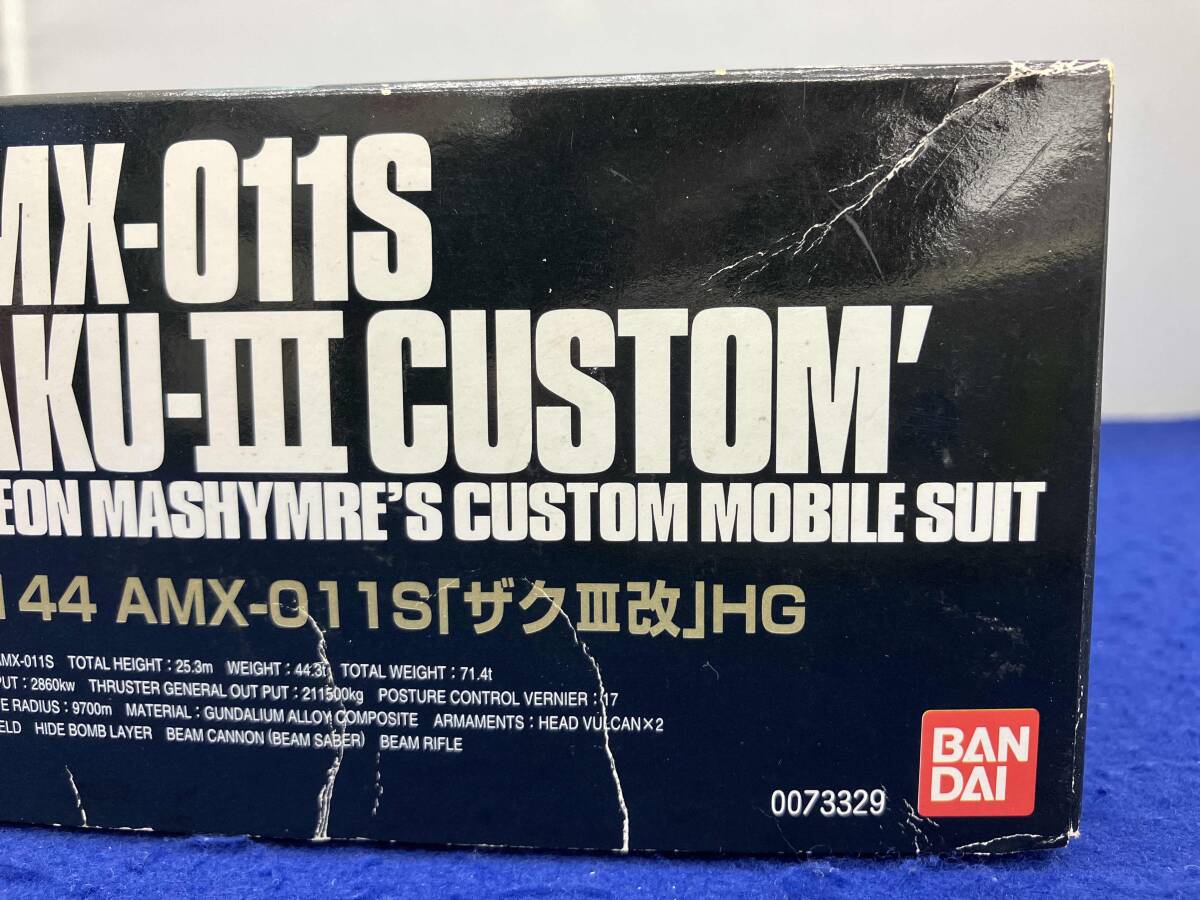 MX-011S
AKU-III CUSTOM'
EON MASHYMRE'S CUSTOM MOBILE SUIT
144 AMX-011S「ザクⅢ改」HG
AMX-011S TOTAL HEIGHT : 25.3m WEIGHT : 44.3t TOTAL WEIGHT : 71.4t
PUT : 2860kw THRUSTER GENERAL OUT PUT : 211500kg POSTURE CONTROL VERNIER : 17
E RADIUS : 9700m MATERIAL : GUNDALIUM ALLOY COMPOSITE ARMAMENTS : HEAD VULCAN×2
ELD HIDE BOMB LAYER BEAM CANNON (BEAM SABER) BEAM RIFLE
0073329
BAN
DAI